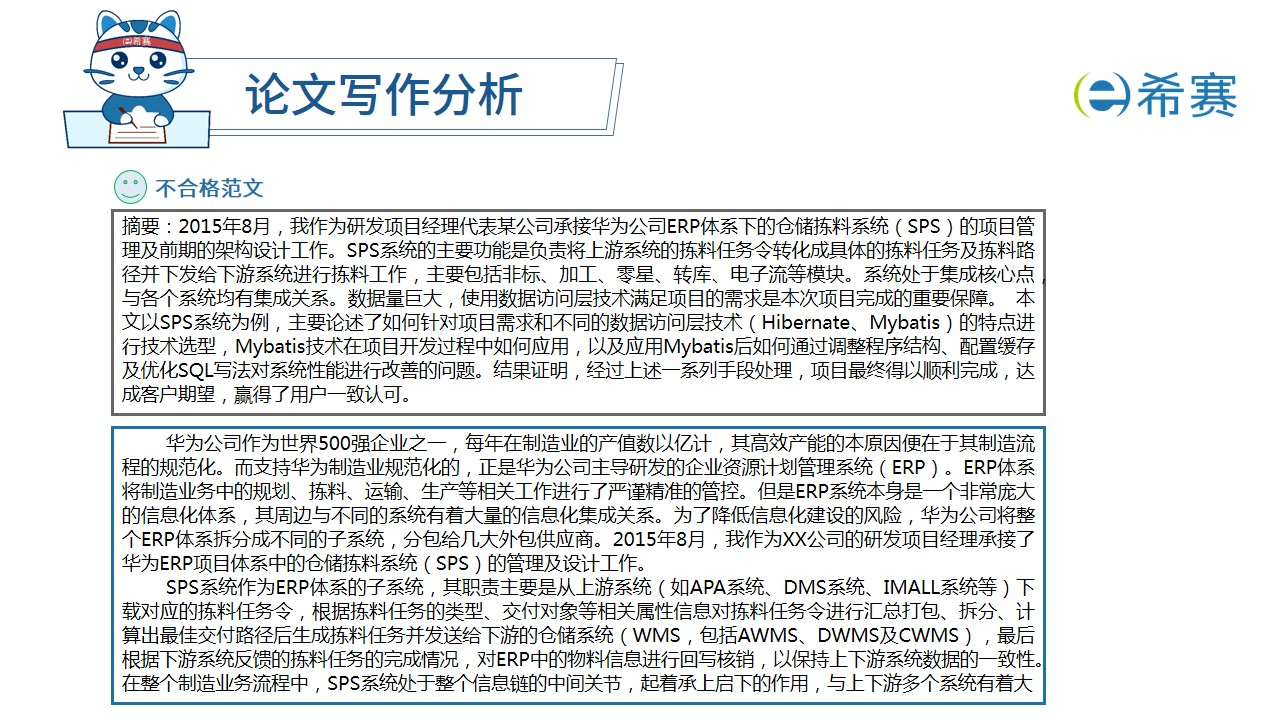 希赛
论文写作分析
希赛
不合格范文
摘要：2015年8月，我作为研发项目经理代表某公司承接华为公司ERP体系下的仓储拣料系统（SPS）的项目管
理及前期的架构设计工作。SPS系统的主要功能是负责将上游系统的拣料任务令转化成具体的拣料任务及拣料路
径并下发给下游系统进行拣料工作，主要包括非标、加工、零星、转库、电子流等模块。系统处于集成核心点，
与各个系统均有集成关系。数据量巨大，使用数据访问层技术满足项目的需求是本次项目完成的重要保障。 本
文以SPS系统为例，主要论述了如何针对项目需求和不同的数据访问层技术（Hibernate、Mybatis）的特点进
行技术选型，Mybatis技术在项目开发过程中如何应用，以及应用Mybatis后如何通过调整程序结构、配置缓存
及优化SQL写法对系统性能进行改善的问题。结果证明，经过上述一系列手段处理，项目最终得以顺利完成，达
成客户期望，赢得了用户一致认可。
华为公司作为世界500强企业之一，每年在制造业的产值数以亿计，其高效产能的本原因便在于其制造流
程的规范化。而支持华为制造业规范化的，正是华为公司主导研发的企业资源计划管理系统（ERP）。ERP体系
将制造业务中的规划、拣料、运输、生产等相关工作进行了严谨精准的管控。但是ERP系统本身是一个非常庞大
的信息化体系，其周边与不同的系统有着大量的信息化集成关系。为了降低信息化建设的风险，华为公司将整
个ERP体系拆分成不同的子系统，分包给几大外包供应商。2015年8月，我作为XX公司的研发项目经理承接了
华为ERP项目体系中的仓储拣料系统（SPS）的管理及设计工作。
SPS系统作为ERP体系的子系统，其职责主要是从上游系统（如APA系统、DMS系统、IMALL系统等）下
载对应的拣料任务令，根据拣料任务的类型、交付对象等相关属性信息对拣料任务令进行汇总打包、拆分、计
算出最佳交付路径后生成拣料任务并发送给下游的仓储系统（WMS，包括AWMS、DWMS及CWMS），最后
根据下游系统反馈的拣料任务的完成情况，对ERP中的物料信息进行回写核销，以保持上下游系统数据的一致性。
在整个制造业务流程中，SPS系统处于整个信息链的中间关节，起着承上启下的作用，与上下游多个系统有着大